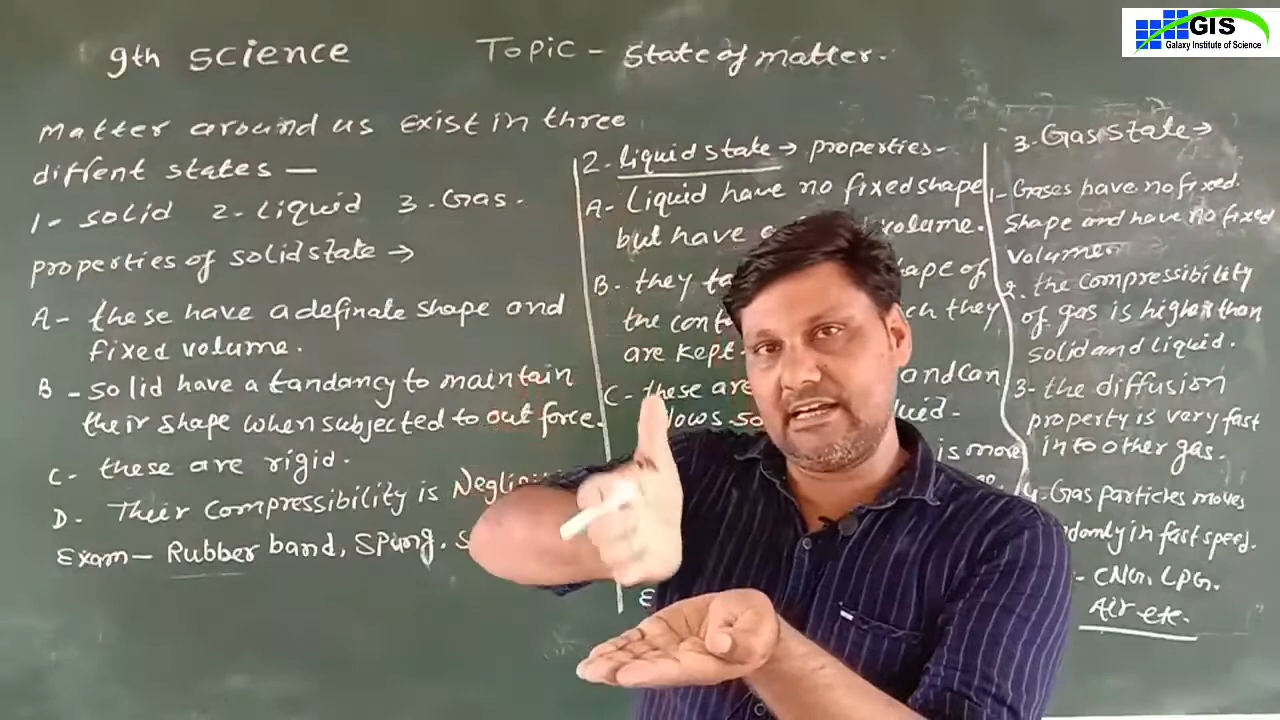 GIS
Galaxy Institute of Science
9th science
Topic - State of matter.
Matter around us exist in three
diffent states —
1- solid 2- Liquid 3- Gas.
properties of solid state →
A- these have a definate shape and
fixed volume.
B - solid have a tandancy to maintain
their shape when subjected to out force.
C- these are rigid.
D- Their compressibility is
Exam- Rubber band,
2- liquid state → properties-
A- Liquid have no fixed shape
but have volume.
B- they
the they
are kept.
C- these are and can
is more
3- Gas state →
1- Gases have no fixed
shape and have no fixed
volume.
2. the compressibitity
of gas is higher than
solid and liquid.
3- the diffusion
property is very fast
into other gas.
4- Gas particles moves
in fast speed.
- CNG, LPG,
Air etc.